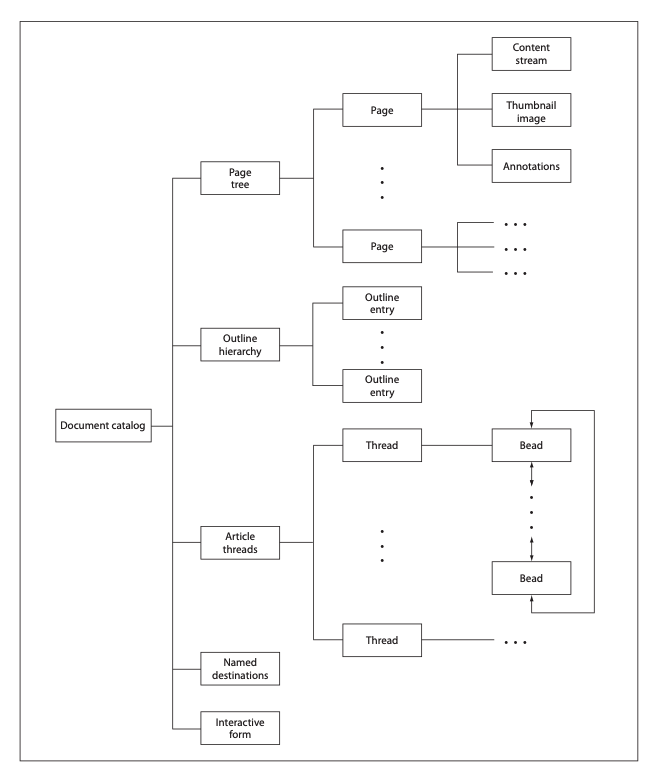 Content
stream
Page
Thumbnail
image
Annotations
Page
tree
Page
. . .
. . .
. . .
Outline
entry
Outline
hierarchy
Outline
entry
Document catalog
Thread
Bead
Article
threads
Bead
Thread
. . .
Named
destinations
Interactive
form